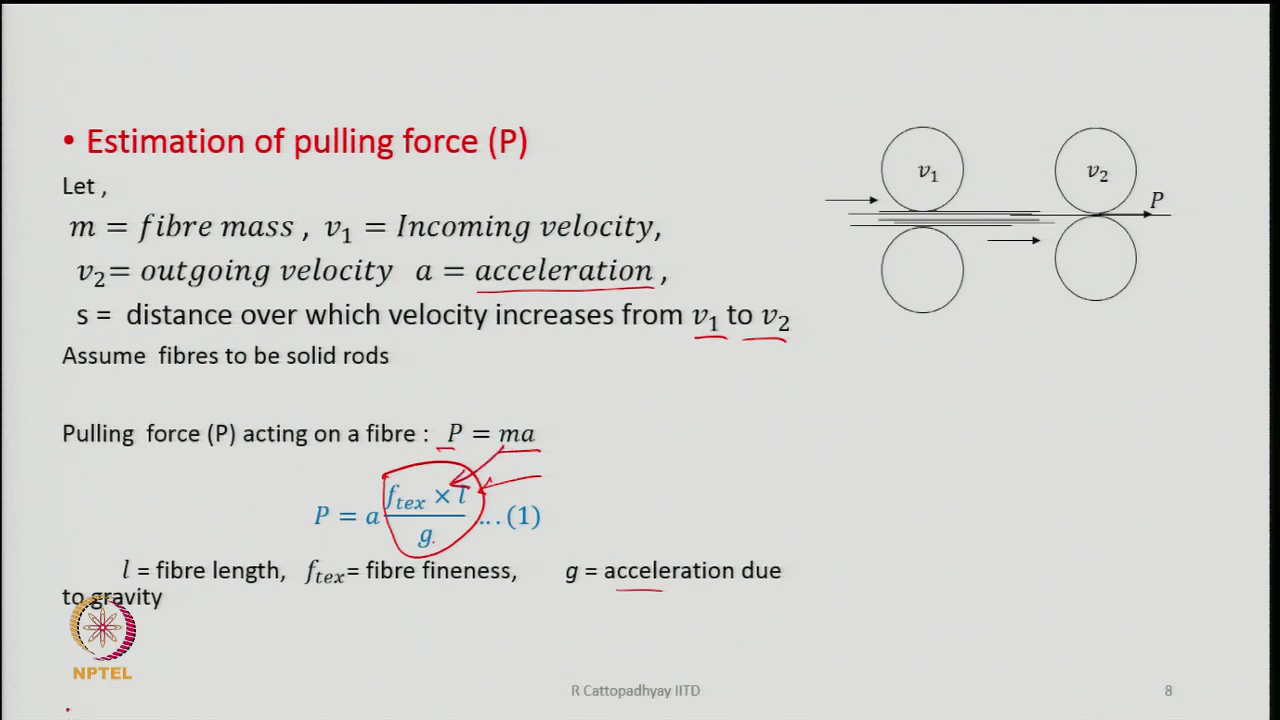 • Estimation of pulling force (P)
Let ,
m = fibre mass , v₁ = Incoming velocity,
v₂= outgoing velocity a = acceleration ,
s = distance over which velocity increases from v₁ to v₂
Assume fibres to be solid rods
Pulling force (P) acting on a fibre : P = ma
P = a (f_tex × l)/g ... (1)
l = fibre length, f_tex= fibre fineness, g = acceleration due
to gravity
v₁
v₂
P
NPTEL
R Cattopadhyay IITD
8